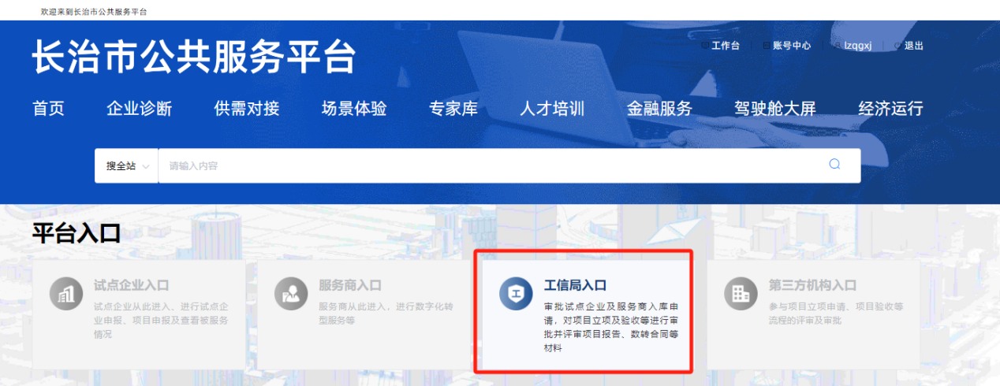 欢迎来到长治市公共服务平台
长治市公共服务平台
工作台 账号中心 lzqgxj 退出
首页 企业诊断 供需对接 场景体验 专家库 人才培训 金融服务 驾驶舱大屏 经济运行
搜全站 请输入内容
平台入口
试点企业入口
试点企业从此进入、进行试点企
业申报、项目申报及查看被服务
情况
服务商入口
服务商从此进入，进行数字化转
型服务等
工信局入口
审批试点企业及服务商入库申
请，对项目立项及验收等进行审
批并评审项目报告、数转合同等
材料
第三方机构入口
参与项目立项申请、项目验收等
流程的评审及审批